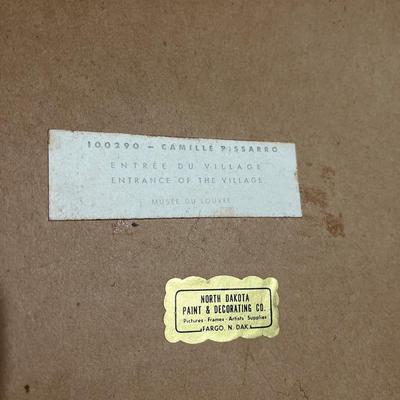 100290 – CAMILLE PISSARRO
ENTRÉE DU VILLAGE
ENTRANCE OF THE VILLAGE
MUSÉE DU LOUVRE
NORTH DAKOTA
PAINT & DECORATING CO.
Pictures - Frames - Artists Supplies
FARGO, N. DAK.